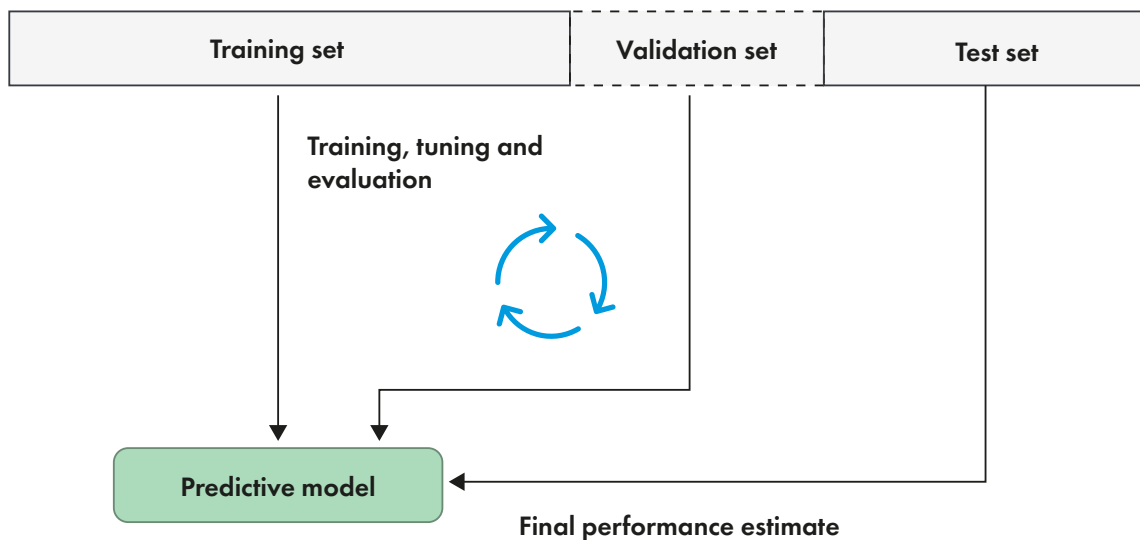 Training set
Validation set
Test set
Training, tuning and
evaluation
Predictive model
Final performance estimate